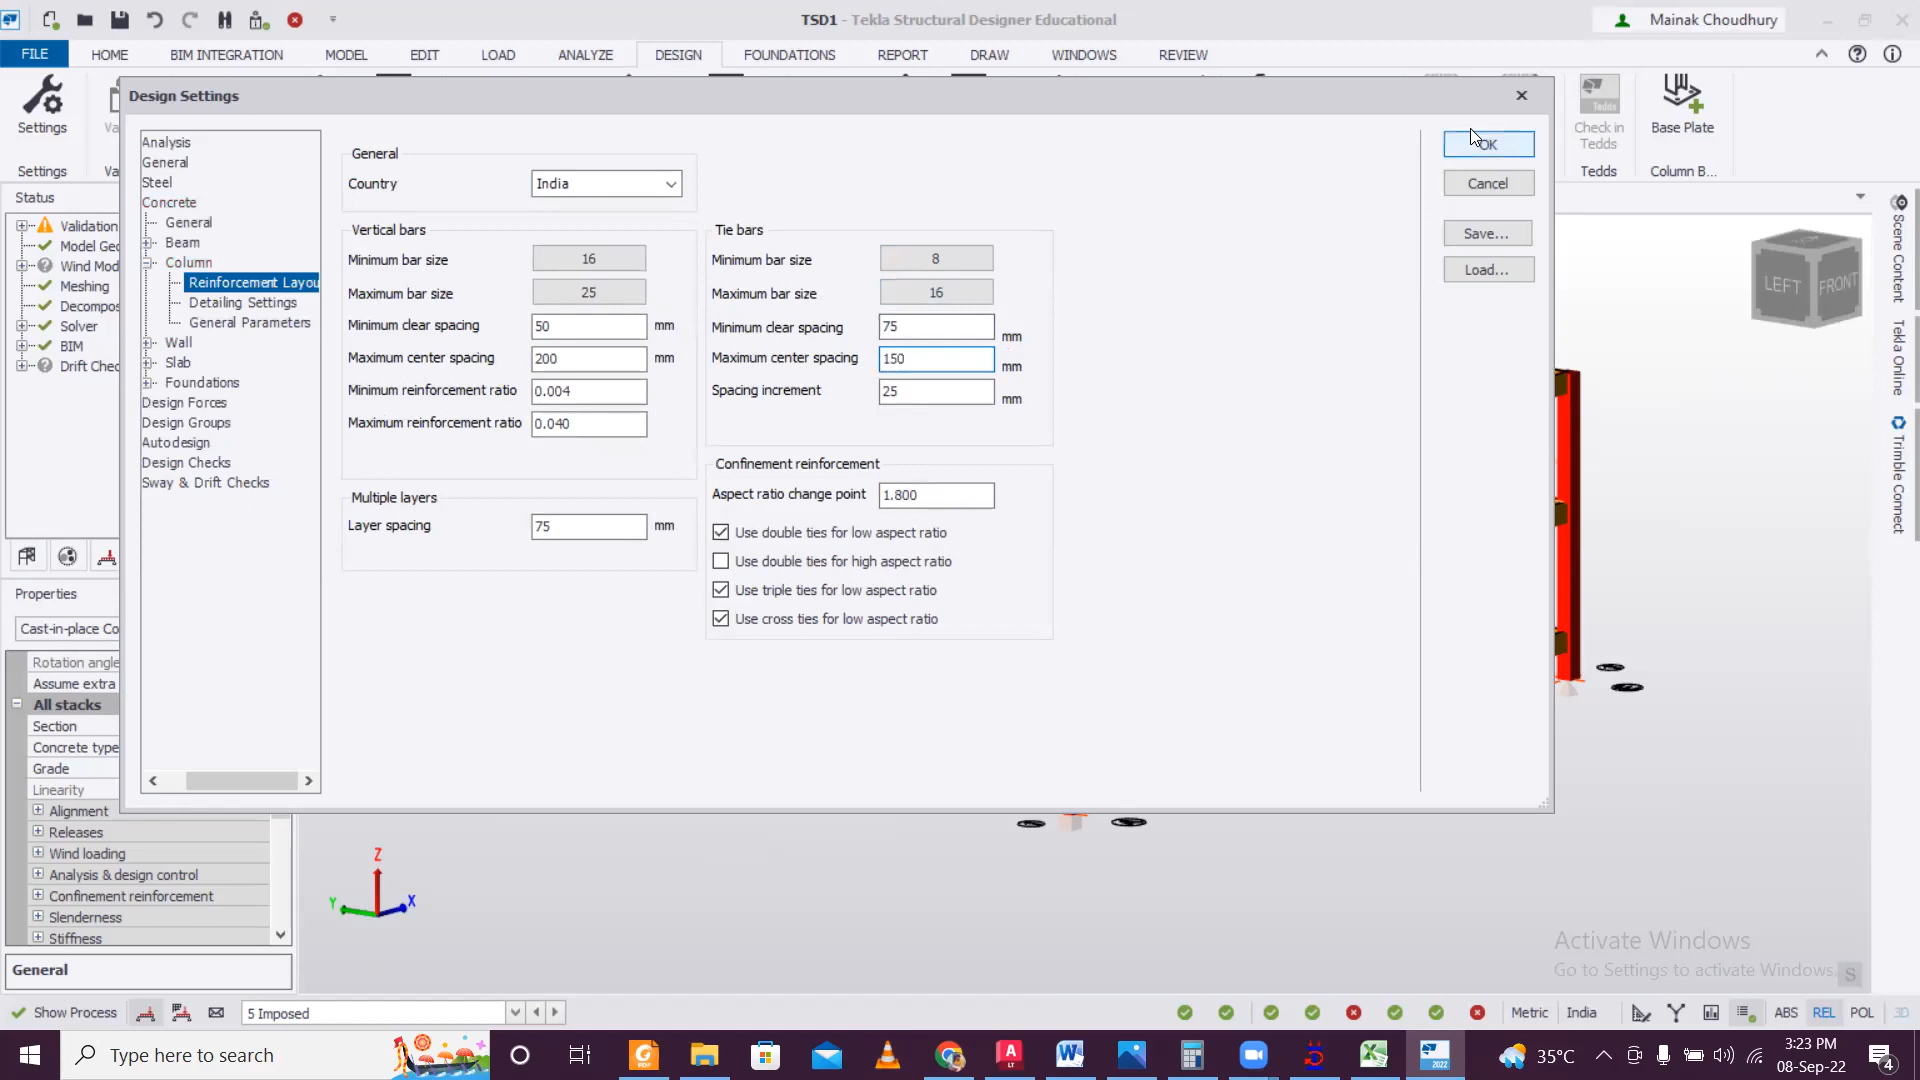 TSD1 - Tekla Structural Designer Educational
Mainak Choudhury
FILE HOME BIM INTEGRATION MODEL EDIT LOAD ANALYZE DESIGN FOUNDATIONS REPORT DRAW WINDOWS REVIEW
Settings
Va
Settings
Va
Tedds
Check in
Tedds
Tedds
Base Plate
Column B...
Design Settings
Analysis
General
Steel
Concrete
General
Beam
Column
Reinforcement Layou
Detailing Settings
General Parameters
Wall
Slab
Foundations
Design Forces
Design Groups
Autodesign
Design Checks
Sway & Drift Checks
General
Country India
Vertical bars
Minimum bar size 16
Maximum bar size 25
Minimum clear spacing 50 mm
Maximum center spacing 200 mm
Minimum reinforcement ratio 0.004
Maximum reinforcement ratio 0.040
Multiple layers
Layer spacing 75 mm
Tie bars
Minimum bar size 8
Maximum bar size 16
Minimum clear spacing 75 mm
Maximum center spacing 150 mm
Spacing increment 25 mm
Confinement reinforcement
Aspect ratio change point 1.800
Use double ties for low aspect ratio
Use double ties for high aspect ratio
Use triple ties for low aspect ratio
Use cross ties for low aspect ratio
OK
Cancel
Save...
Load...
Status
Validation
Model Geo
Wind Mod
Meshing
Decompos
Solver
BIM
Drift Chec
Properties
Cast-in-place Co
Rotation angle
Assume extra
All stacks
Section
Concrete type
Grade
Linearity
Alignment
Releases
Wind loading
Analysis & design control
Confinement reinforcement
Slenderness
Stiffness
General
LEFT FRONT
Scene Content
Tekla Online
Trimble Connect
Z
Y
X
Activate Windows
Go to Settings to activate Windows.
S
Show Process
5 Imposed
Metric India ABS REL POL 3D
Type here to search
35°C
3:23 PM
08-Sep-22
4